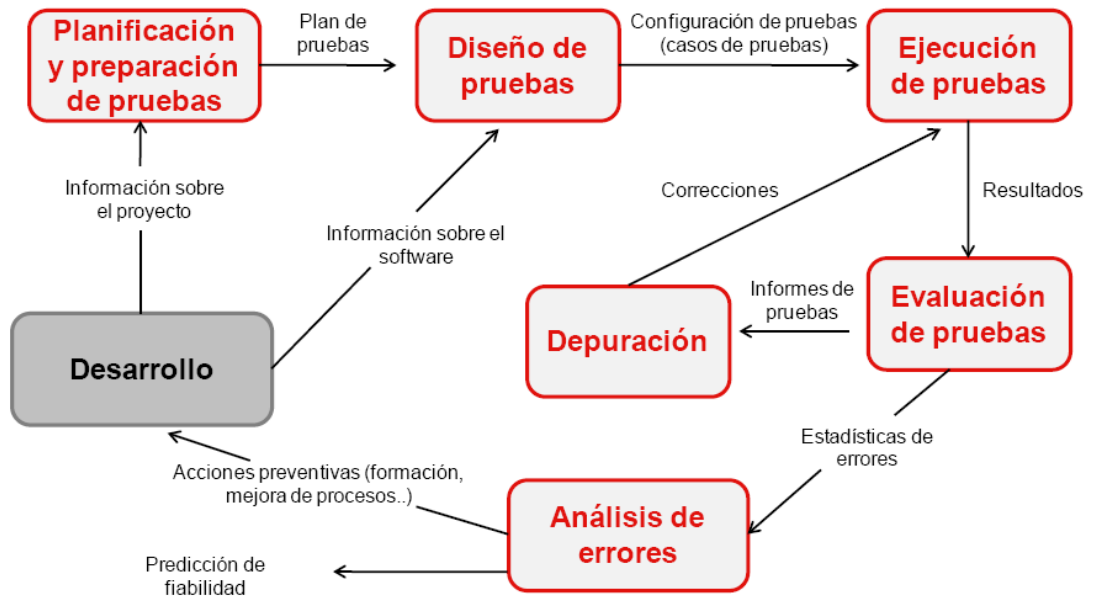 Planificación
y preparación
de pruebas
Plan de
pruebas
Diseño de
pruebas
Configuración de pruebas
(casos de pruebas)
Ejecución
de pruebas
Información sobre
el proyecto
Información sobre el
software
Correcciones
Resultados
Desarrollo
Depuración
Informes de
pruebas
Evaluación
de pruebas
Estadísticas de
errores
Acciones preventivas (formación,
mejora de procesos..)
Análisis de
errores
Predicción de
fiabilidad